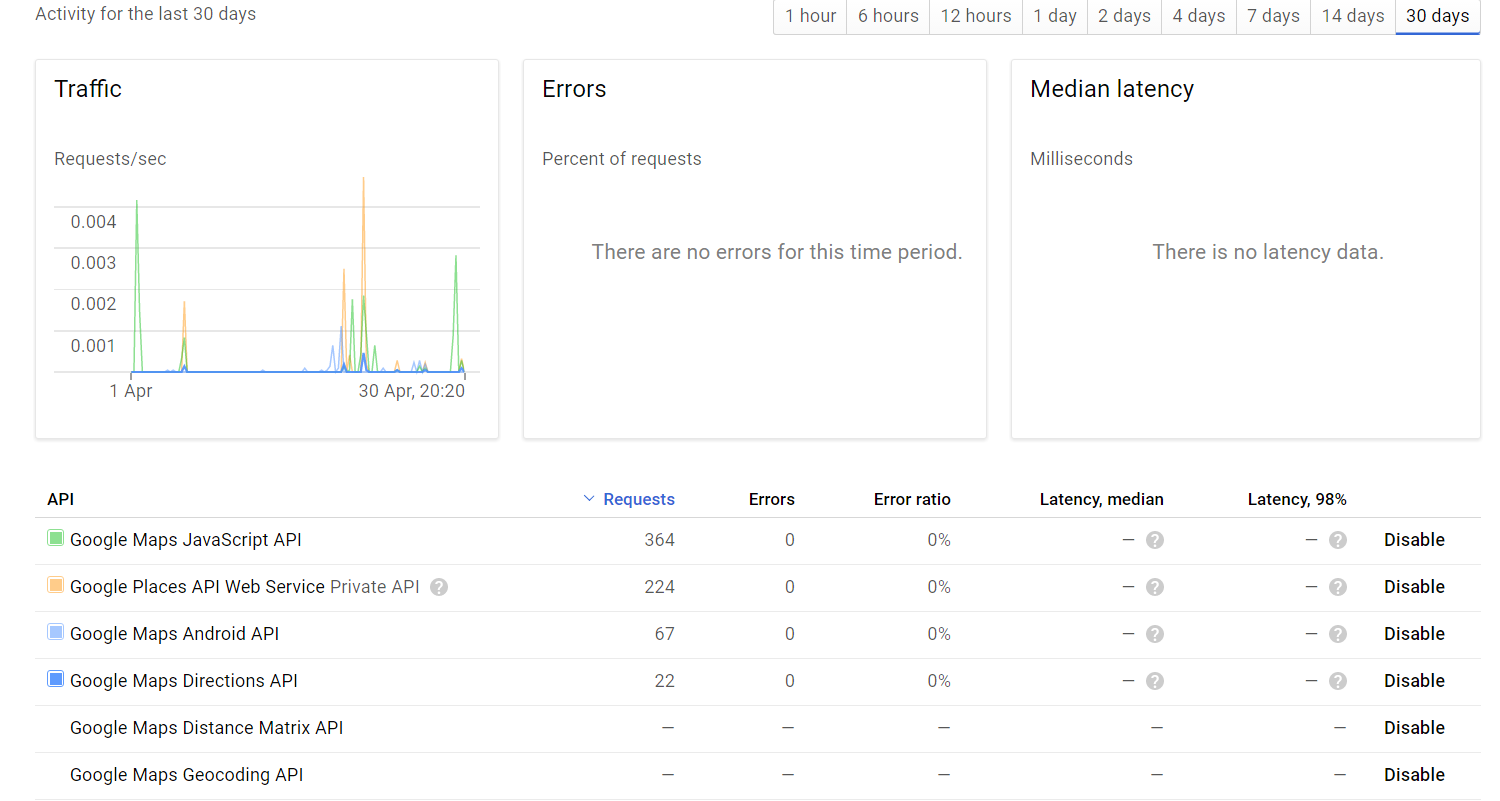 Activity for the last 30 days
1 hour 6 hours 12 hours 1 day 2 days 4 days 7 days 14 days 30 days
Traffic
Requests/sec
0.004
0.003
0.002
0.001
1 Apr 30 Apr, 20:20
Errors
Percent of requests
There are no errors for this time period.
Median latency
Milliseconds
There is no latency data.
API Requests Errors Error ratio Latency, median Latency, 98%
Google Maps JavaScript API 364 0 0% — ? — ? Disable
Google Places API Web Service Private API ? 224 0 0% — ? — ? Disable
Google Maps Android API 67 0 0% — ? — ? Disable
Google Maps Directions API 22 0 0% — ? — ? Disable
Google Maps Distance Matrix API — — — — — Disable
Google Maps Geocoding API — — — — — Disable